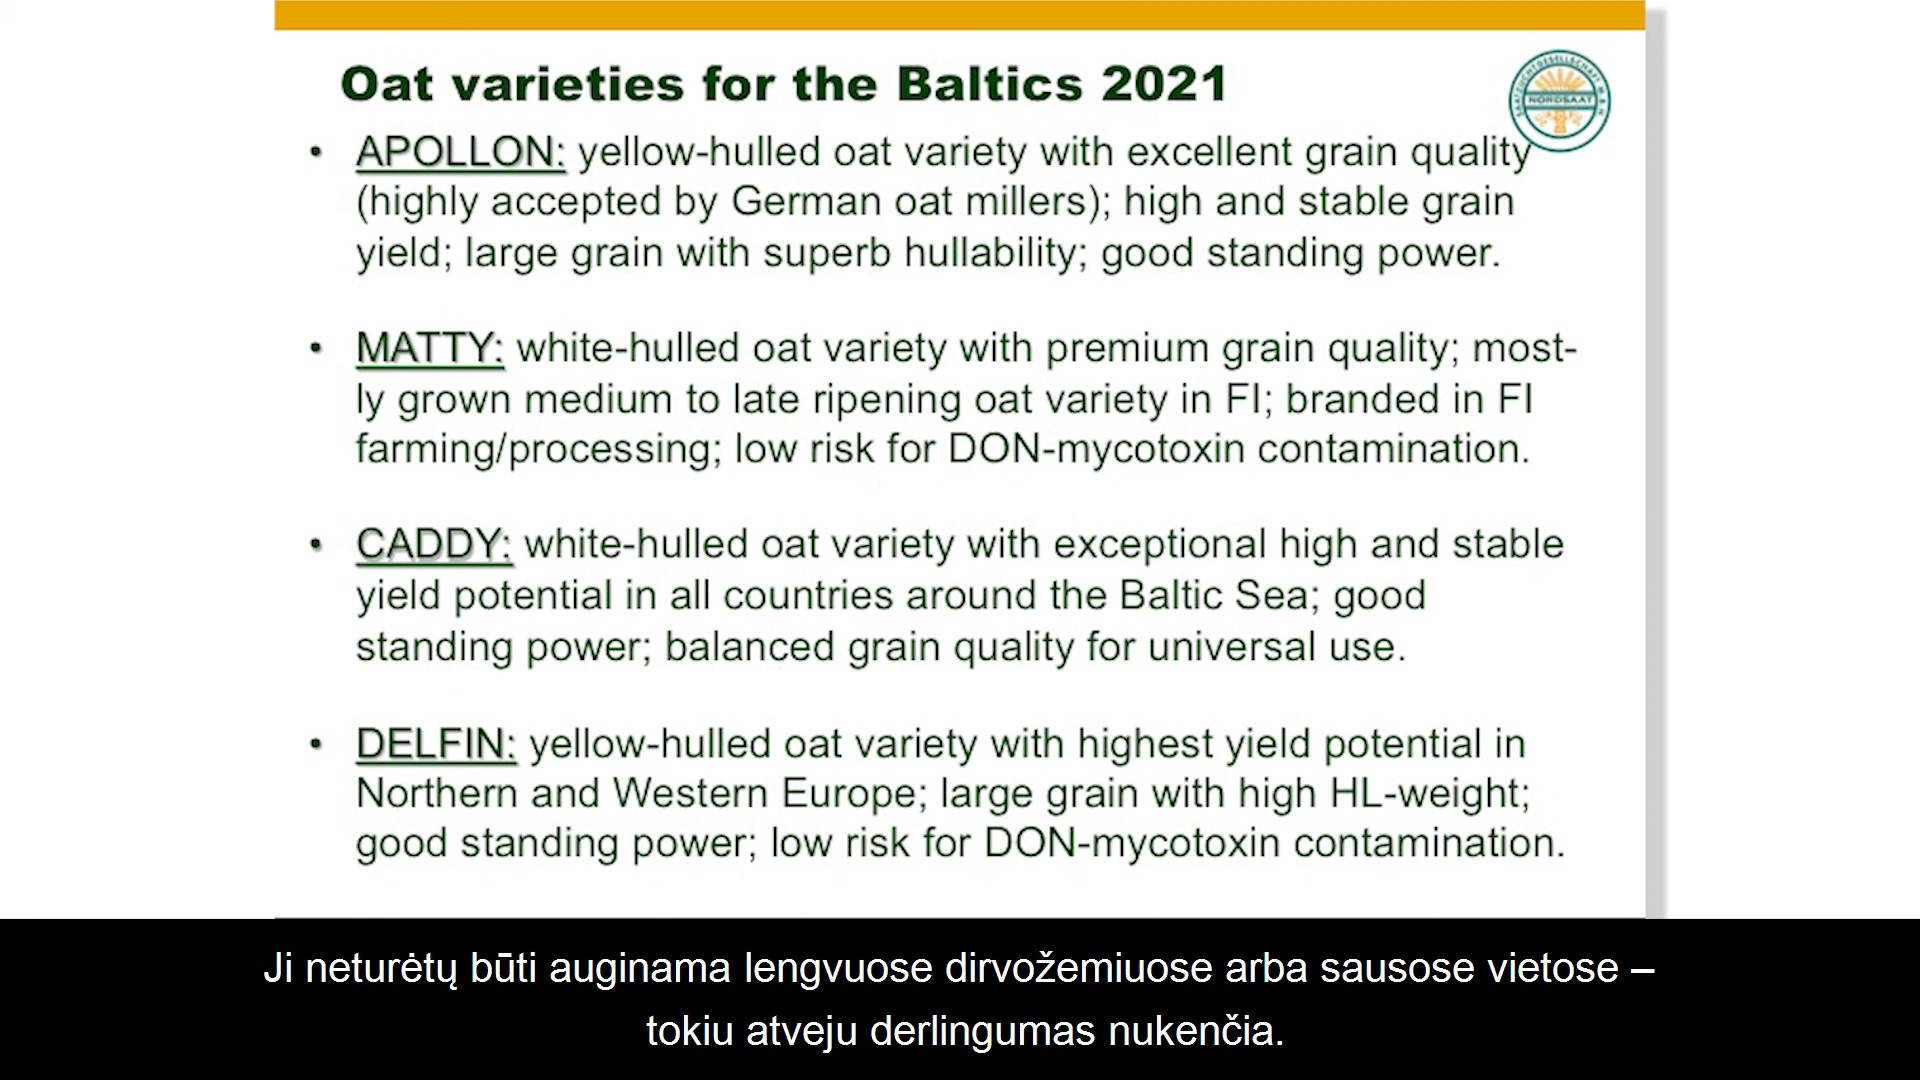 Oat varieties for the Baltics 2021
SAATZUCHTGESELLSCHAFT M.B.H.
NORDSAAT
• APOLLON: yellow-hulled oat variety with excellent grain quality
(highly accepted by German oat millers); high and stable grain
yield; large grain with superb hullability; good standing power.
• MATTY: white-hulled oat variety with premium grain quality; most-
ly grown medium to late ripening oat variety in FI; branded in FI
farming/processing; low risk for DON-mycotoxin contamination.
• CADDY: white-hulled oat variety with exceptional high and stable
yield potential in all countries around the Baltic Sea; good
standing power; balanced grain quality for universal use.
• DELFIN: yellow-hulled oat variety with highest yield potential in
Northern and Western Europe; large grain with high HL-weight;
good standing power; low risk for DON-mycotoxin contamination.
Ji neturėtų būti auginama lengvuose dirvožemiuose arba sausose vietose –
tokiu atveju derlingumas nukenčia.